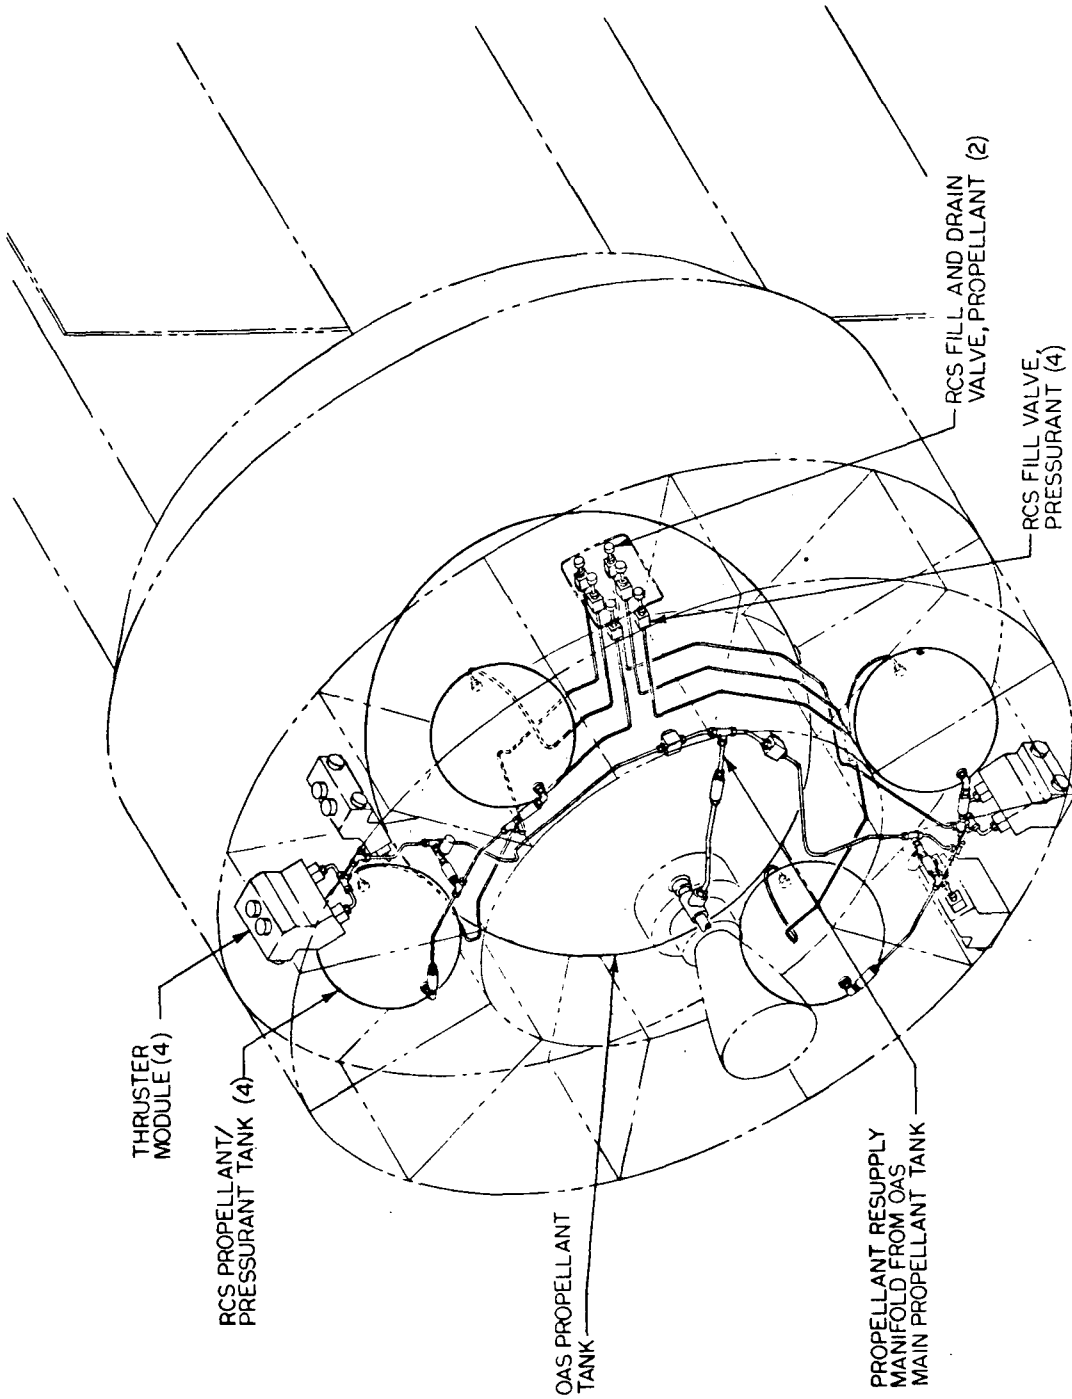 THRUSTER
MODULE (4)
RCS PROPELLANT/
PRESSURANT TANK (4)
OAS PROPELLANT
TANK
PROPELLANT RESUPPLY
MANIFOLD FROM OAS
MAIN PROPELLANT TANK
RCS FILL AND DRAIN
VALVE, PROPELLANT (2)
RCS FILL VALVE,
PRESSURANT (4)